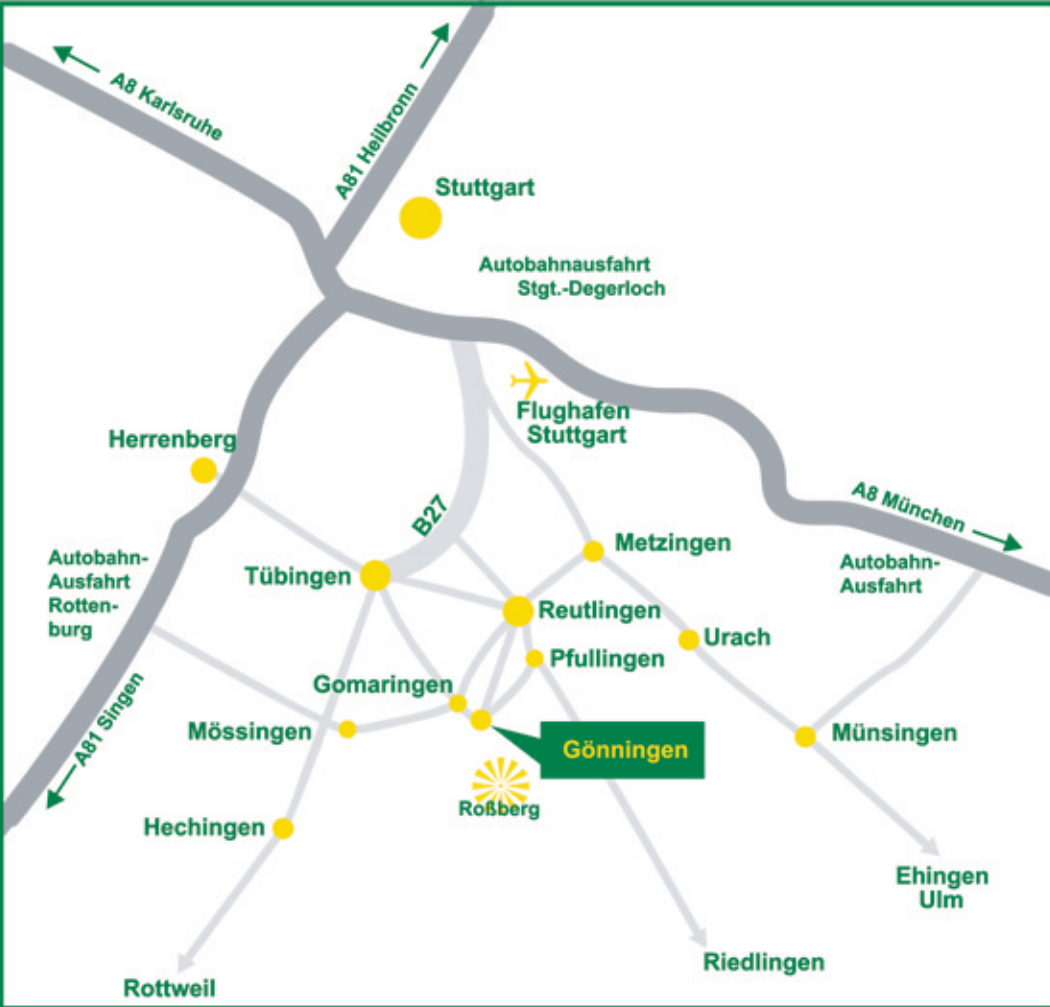 A8 Karlsruhe
A81 Heilbronn
Stuttgart
Autobahnausfahrt
Stgt.-Degerloch
Flughafen
Stuttgart
Herrenberg
A8 München
B27
Metzingen
Autobahn-
Ausfahrt
Rotten-
burg
Autobahn-
Ausfahrt
Tübingen
Reutlingen
Urach
Pfullingen
Gomaringen
A81 Singen
Mössingen
Münsingen
Gönningen
Roßberg
Hechingen
Ehingen
Ulm
Riedlingen
Rottweil